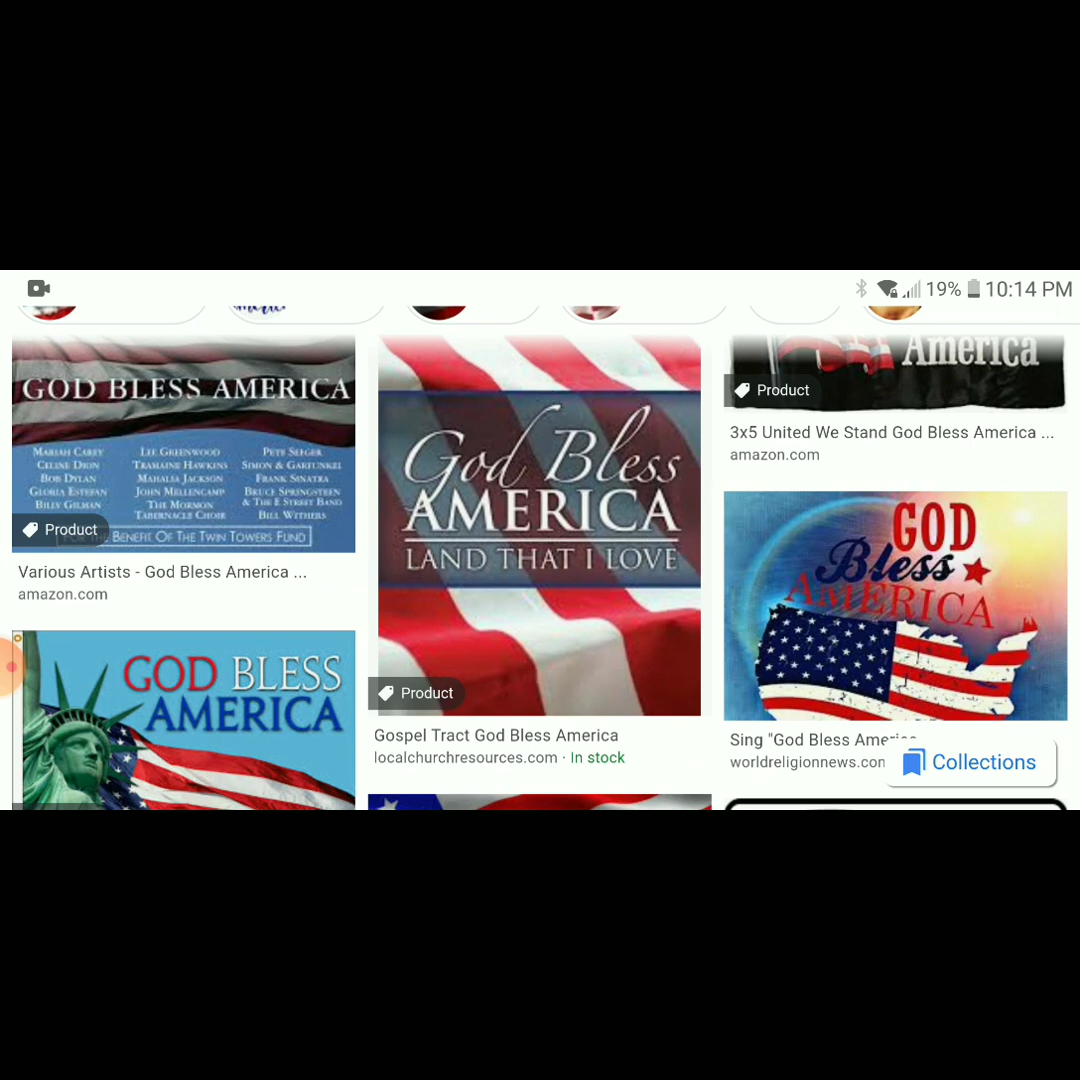 19% 10:14 PM
GOD BLESS AMERICA
MARIAH CAREY
CELINE DION
BOB DYLAN
GLORIA ESTEFAN
BILLY GILMAN
LEE GREENWOOD
TRAMAINE HAWKINS
MAHALIA JACKSON
JOHN MELLENCAMP
THE MORMON
TABERNACLE CHOIR
PETE SEEGER
SIMON & GARFUNKEL
FRANK SINATRA
BRUCE SPRINGSTEEN
& THE E STREET BAND
BILL WITHERS
Product
BENEFIT OF THE TWIN TOWERS FUND
Various Artists - God Bless America ...
amazon.com
GOD BLESS
AMERICA
God Bless
AMERICA
LAND THAT I LOVE
Product
Gospel Tract God Bless America
localchurchresources.com · In stock
America
Product
3x5 United We Stand God Bless America ...
amazon.com
GOD
Bless
AMERICA
Sing "God Bless
worldreligionnews.com
Collections